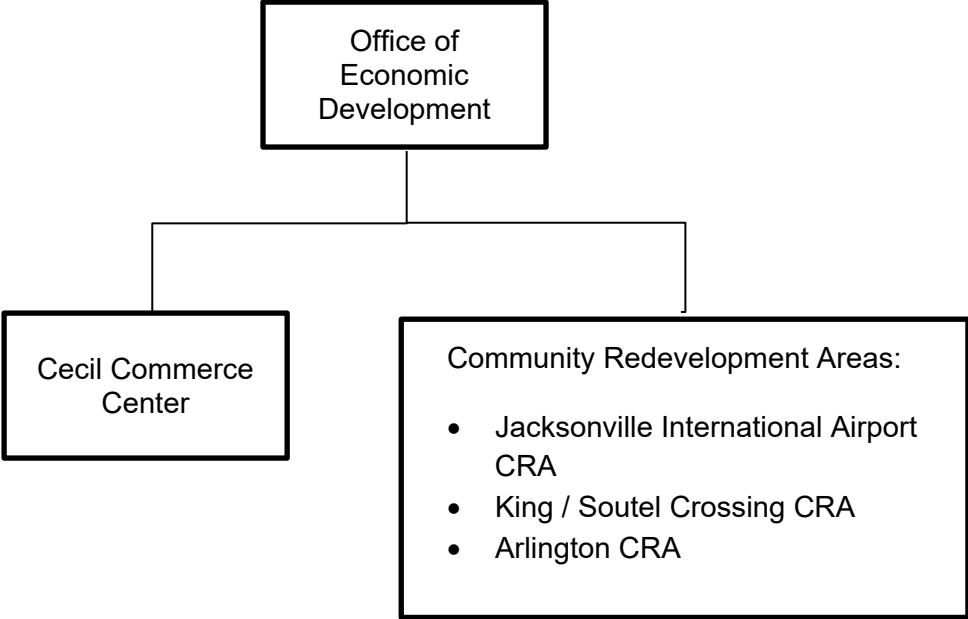 Office of
Economic
Development
Cecil Commerce
Center
Community Redevelopment Areas:
• Jacksonville International Airport
CRA
• King / Soutel Crossing CRA
• Arlington CRA